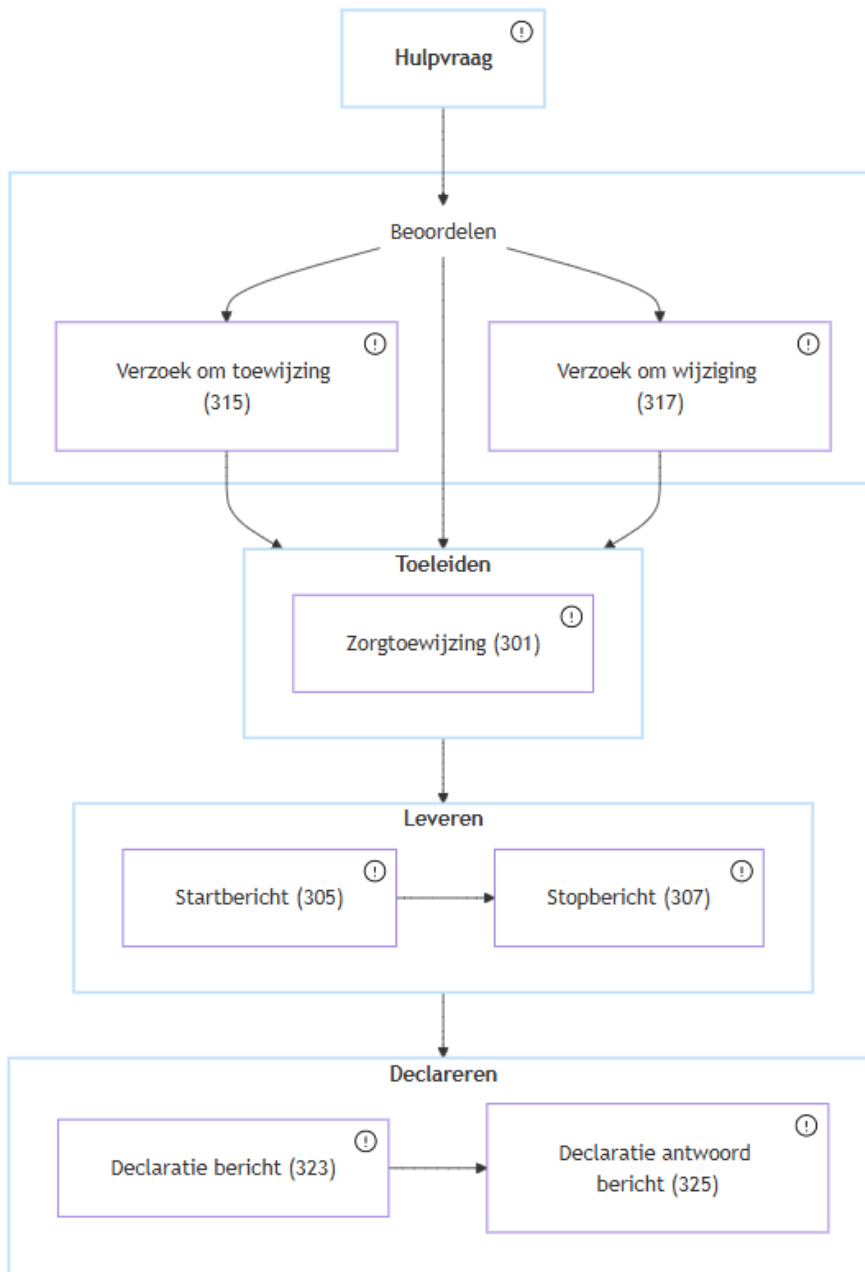 Hulpvraag
Beoordelen
Verzoek om toewijzing
(315)
Verzoek om wijziging
(317)
Toeleiden
Zorgtoewijzing (301)
Leveren
Startbericht (305)
Stopbericht (307)
Declareren
Declaratie bericht (323)
Declaratie antwoord
bericht (325)